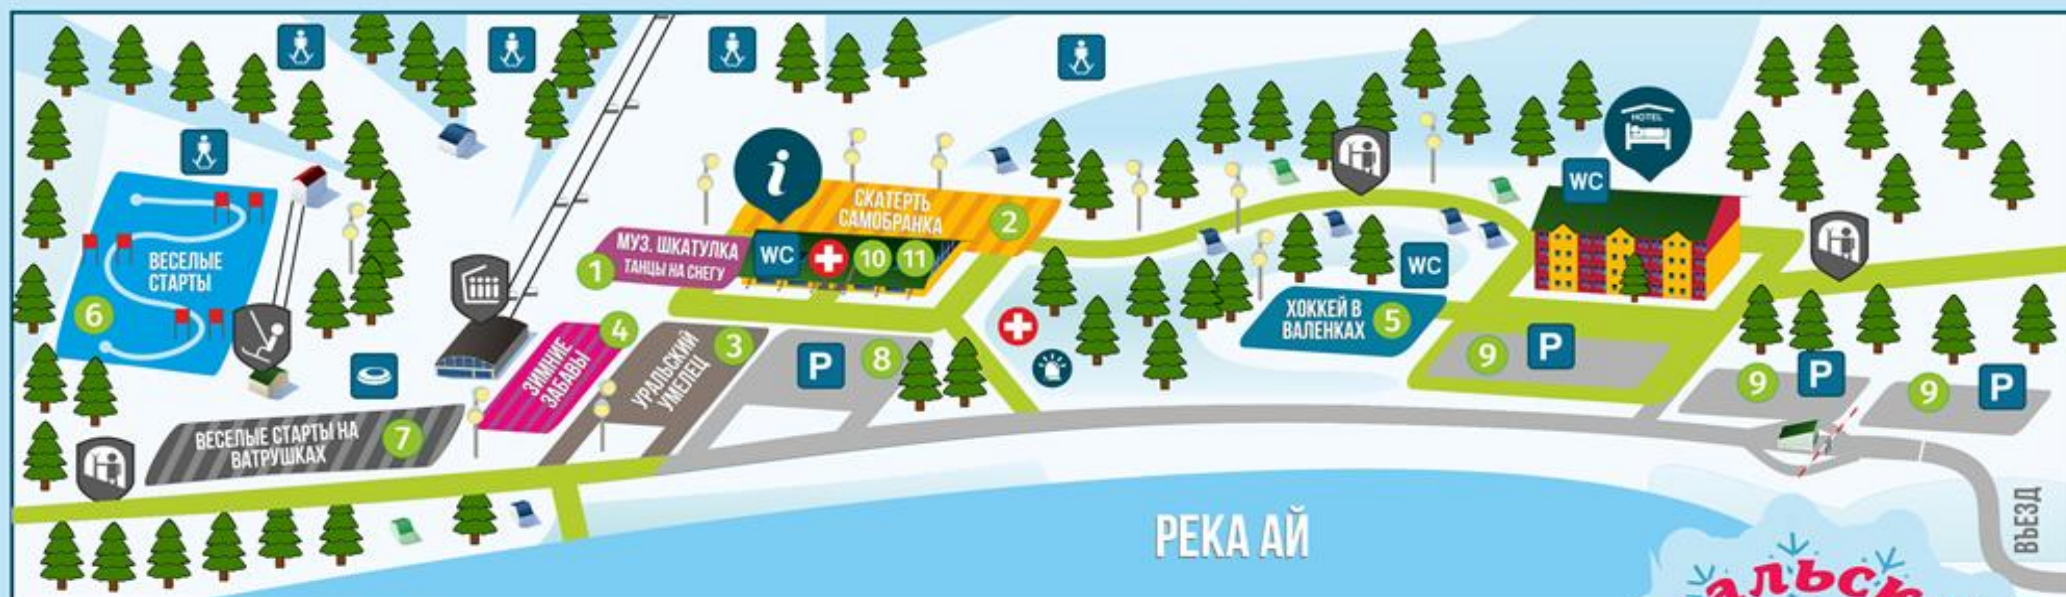 HOTEL
WC
СКАТЕРТЬ
САМОБРАНКА
2
МУЗ. ШКАТУЛКА
ТАНЦЫ НА СНЕГУ
1
i
WC
10
11
WC
ВЕСЕЛЫЕ
СТАРТЫ
6
ХОККЕЙ В
ВАЛЕНКАХ
5
ЗИМНИЕ
ЗАБАВЫ
4
УРАЛЬСКИЙ
УМЕЛЕЦ
3
P
8
9
P
9
P
9
P
ВЕСЕЛЫЕ СТАРТЫ НА
ВАТРУШКАХ
7
РЕКА АЙ
ВЪЕЗД